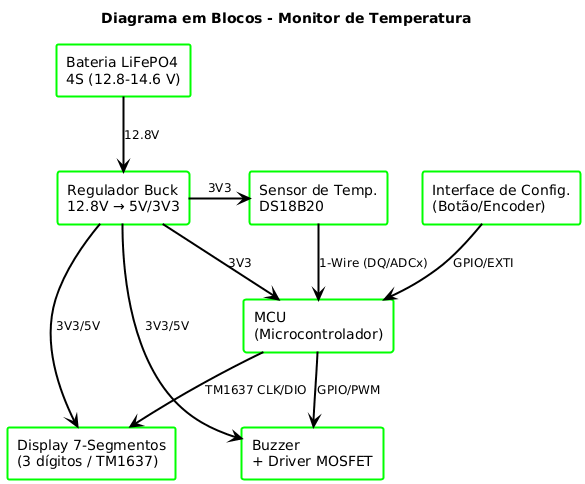 Diagrama em Blocos - Monitor de Temperatura
Bateria LiFePO4
4S (12.8-14.6 V)
12.8V
Regulador Buck
12.8V → 5V/3V3
3V3
Sensor de Temp.
DS18B20
Interface de Config.
(Botão/Encoder)
3V3
1-Wire (DQ/ADCx)
GPIO/EXTI
MCU
(Microcontrolador)
3V3/5V
3V3/5V
TM1637 CLK/DIO
GPIO/PWM
Display 7-Segmentos
(3 dígitos / TM1637)
Buzzer
+ Driver MOSFET